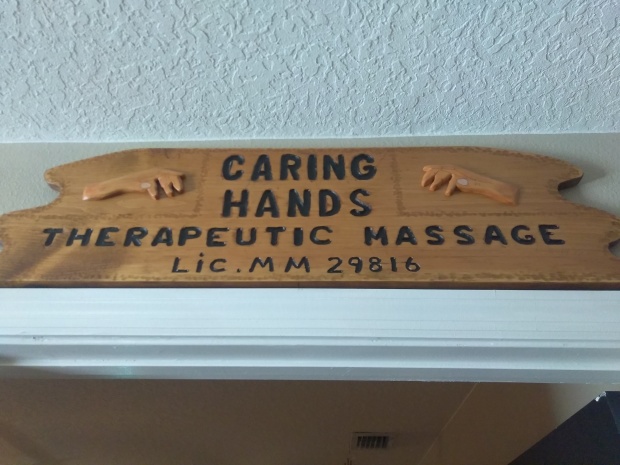 CARING
HANDS
THERAPEUTIC MASSAGE
Lic. MM 29816